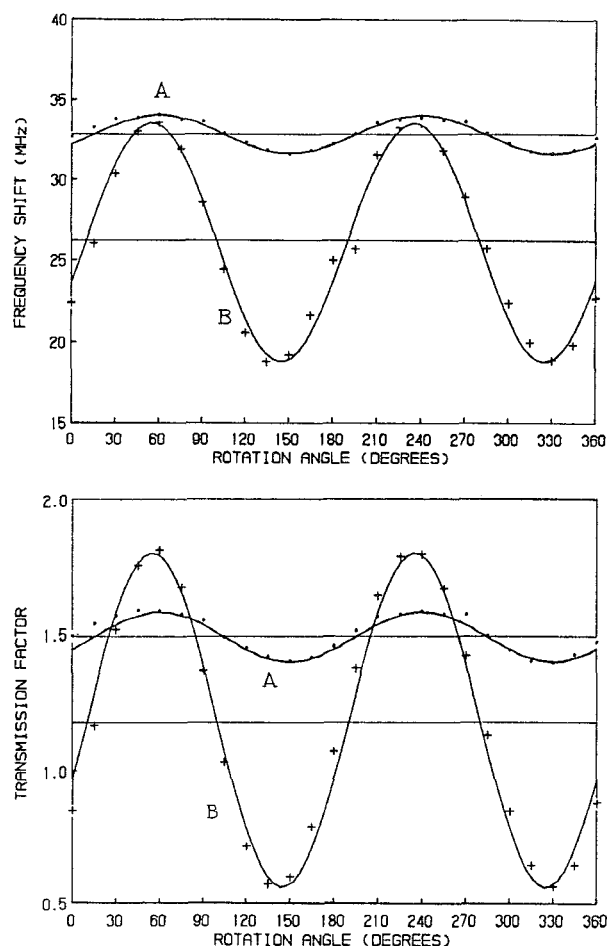 40
35
30
25
20
15
FREQUENCY SHIFT (MHz)
A
B
0 30 60 90 120 150 180 210 240 270 300 330 360
ROTATION ANGLE (DEGREES)
2.0
1.5
1.0
0.5
TRANSMISSION FACTOR
A
B
0 30 60 90 120 150 180 210 240 270 300 330 360
ROTATION ANGLE (DEGREES)